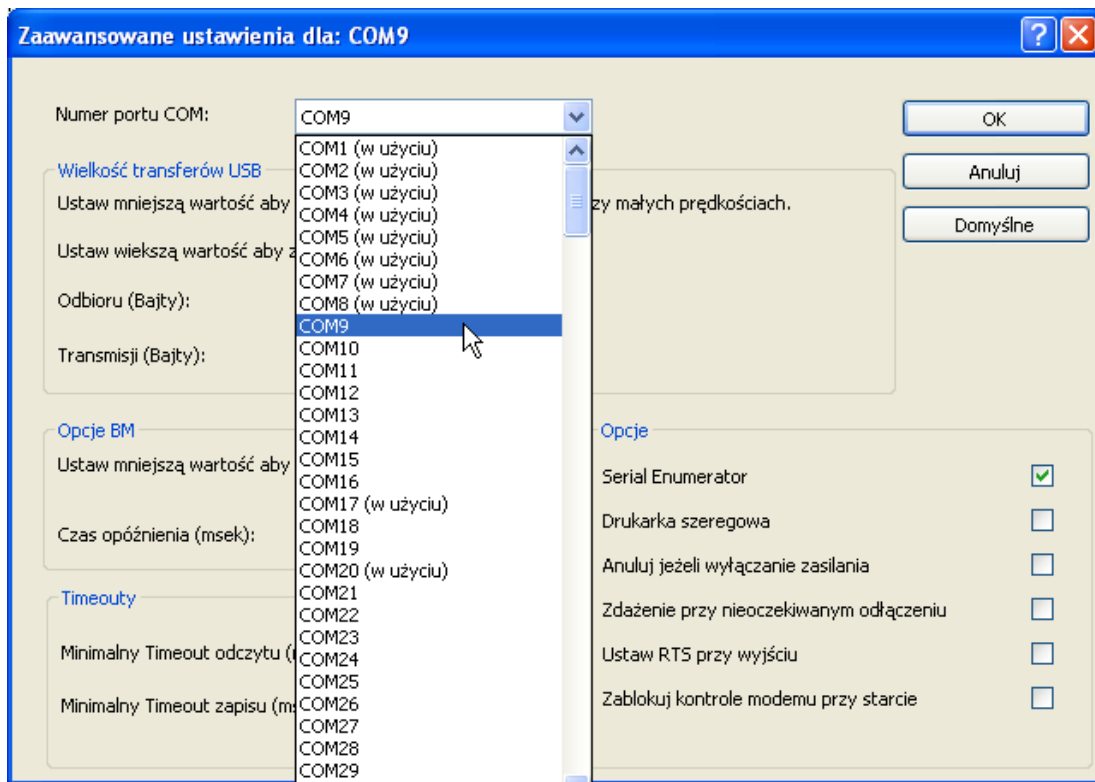 Zaawansowane ustawienia dla: COM9
Numer portu COM:
COM9
OK
Anuluj
Domyślne
COM1 (w użyciu)
COM2 (w użyciu)
COM3 (w użyciu)
COM4 (w użyciu)
COM5 (w użyciu)
COM6 (w użyciu)
COM7 (w użyciu)
COM8 (w użyciu)
COM9
COM10
COM11
COM12
COM13
COM14
COM15
COM16
COM17 (w użyciu)
COM18
COM19
COM20 (w użyciu)
COM21
COM22
COM23
COM24
COM25
COM26
COM27
COM28
COM29
Wielkość transferów USB
Ustaw mniejszą wartość aby
małych prędkościach.
Ustaw wiekszą wartość aby
Odbioru (Bajty):
Transmisji (Bajty):
Opcje BM
Ustaw mniejszą wartość aby
Czas opóźnienia (msek):
Timeouty
Minimalny Timeout odczytu
Minimalny Timeout zapisu
Opcje
Serial Enumerator
Drukarka szeregowa
Anuluj jeżeli wyłączanie zasilania
Zdażenie przy nieoczekiwanym odłączeniu
Ustaw RTS przy wyjściu
Zablokuj kontrole modemu przy starcie